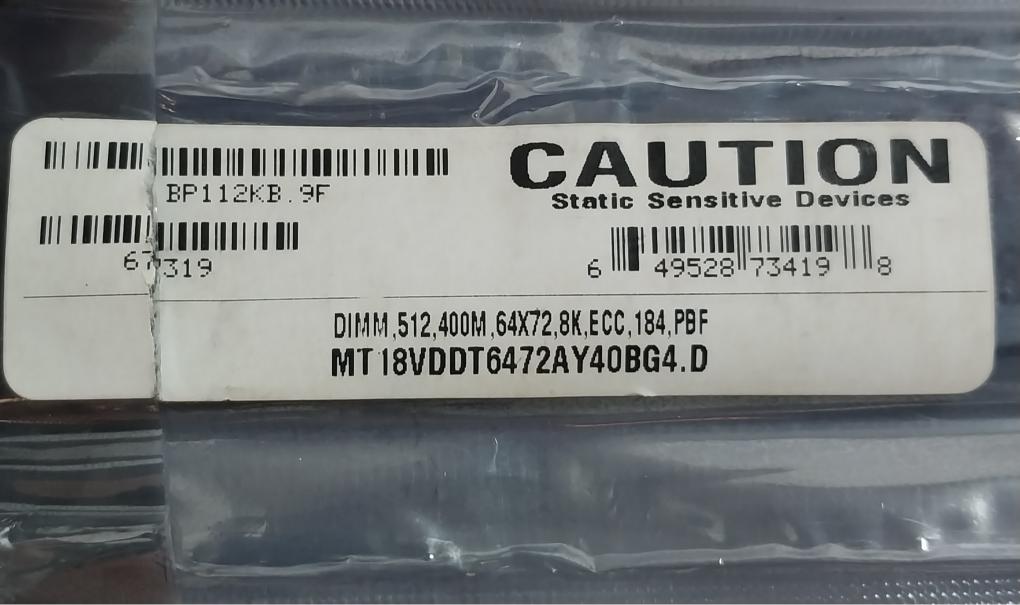 CAUTION
Static Sensitive Devices
BP112KB.9F
319
6 49528 73419 8
DIMM,512,400M,64X72,8K,ECC,184,PBF
MT18VDDT6472AY40BG4.D